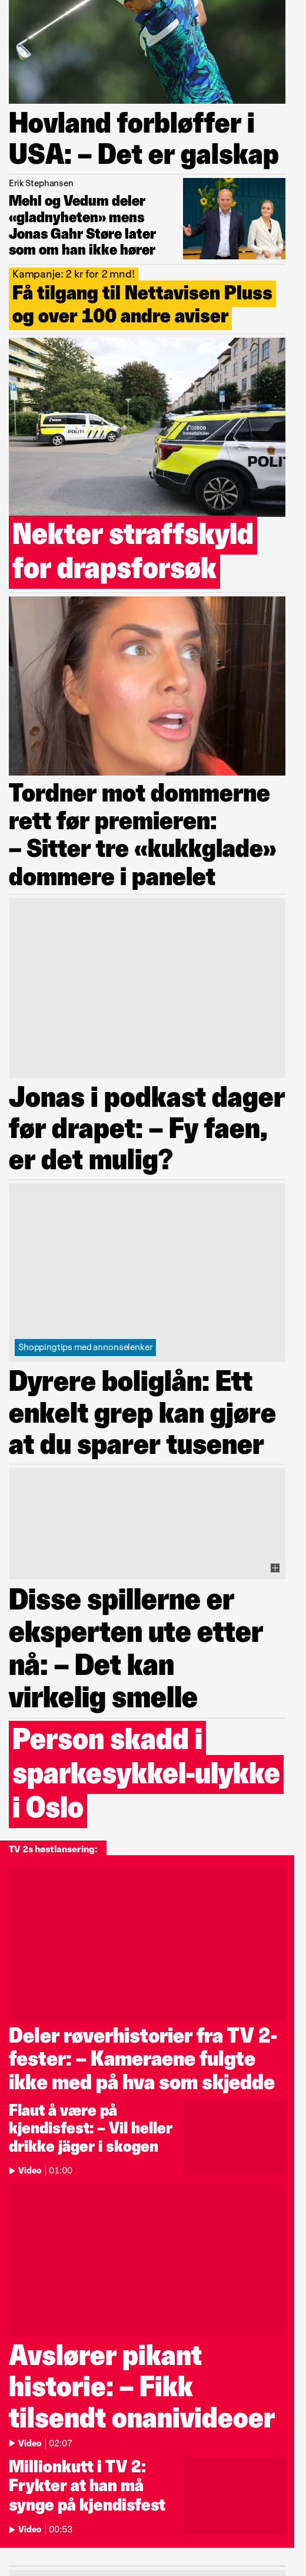 Hovland forbløffer i
USA: – Det er galskap
Erik Stephansen
Mehl og Vedum deler
«gladnyheten» mens
Jonas Gahr Støre later
som om han ikke hører
Kampanje: 2 kr for 2 mnd!
Få tilgang til Nettavisen Pluss
og over 100 andre aviser
POLITI
02800
POLITI
Nekter straffskyld
for drapsforsøk
Tordner mot dommerne
rett før premieren:
– Sitter tre «kukkglade»
dommere i panelet
Jonas i podkast dager
før drapet: – Fy faen,
er det mulig?
Shoppingtips med annonselenker
Dyrere boliglån: Ett
enkelt grep kan gjøre
at du sparer tusener
Disse spillerne er
eksperten ute etter
nå: – Det kan
virkelig smelle
Person skadd i
sparkesykkel-ulykke
i Oslo
TV 2s høstlansering:
Deler røverhistorier fra TV 2-
fester: – Kameraene fulgte
ikke med på hva som skjedde
Flaut å være på
kjendisfest: – Vil heller
drikke jäger i skogen
Video | 01:00
Avslører pikant
historie: – Fikk
tilsendt onanivideoer
Video | 02:07
Millionkutt i TV 2:
Frykter at han må
synge på kjendisfest
Video | 00:53